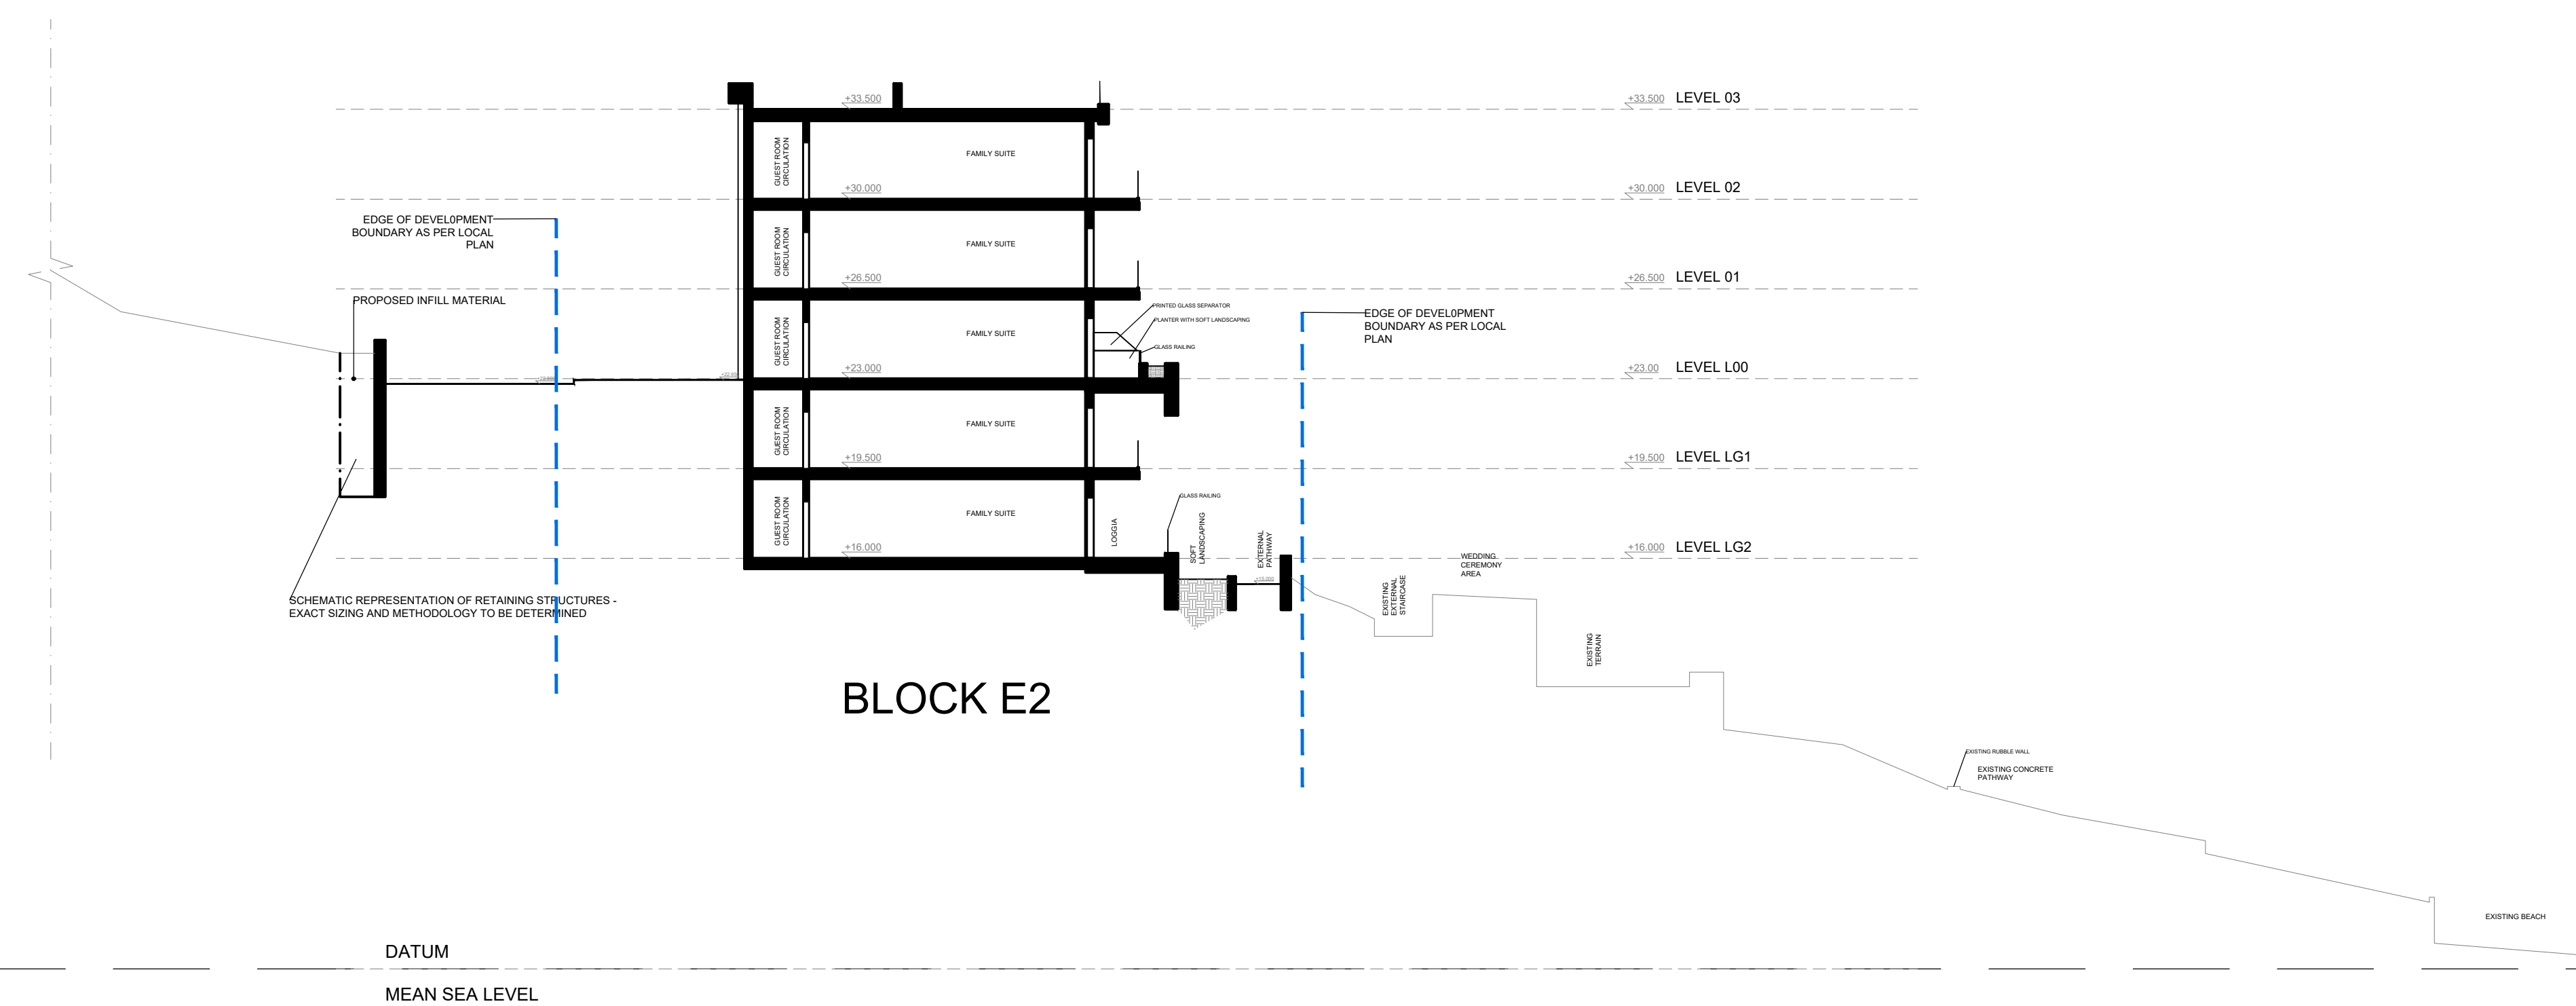 +33.500
+33.500 LEVEL 03
GUEST ROOM
CIRCULATION
FAMILY SUITE
+30.000
+30.000 LEVEL 02
EDGE OF DEVEL0PMENT
BOUNDARY AS PER LOCAL
PLAN
GUEST ROOM
CIRCULATION
FAMILY SUITE
+26.500
+26.500 LEVEL 01
PROPOSED INFILL MATERIAL
PRINTED GLASS SEPARATOR
PLANTER WITH SOFT LANDSCAPING
GLASS RAILING
EDGE OF DEVEL0PMENT
BOUNDARY AS PER LOCAL
PLAN
GUEST ROOM
CIRCULATION
FAMILY SUITE
+23.000
+23.00 LEVEL L00
GUEST ROOM
CIRCULATION
FAMILY SUITE
+19.500
+19.500 LEVEL LG1
GUEST ROOM
CIRCULATION
FAMILY SUITE
LOGGIA
GLASS RAILING
SOFT
LANDSCAPING
EXTERNAL
PATHWAY
+16.000
+16.000 LEVEL LG2
WEDDING
CEREMONY
AREA
EXISTING
EXTERNAL
STAIRCASE
SCHEMATIC REPRESENTATION OF RETAINING STRUCTURES -
EXACT SIZING AND METHODOLOGY TO BE DETERMINED
EXISTING
TERRAIN
BLOCK E2
EXISTING RUBBLE WALL
EXISTING CONCRETE
PATHWAY
EXISTING BEACH
DATUM
MEAN SEA LEVEL